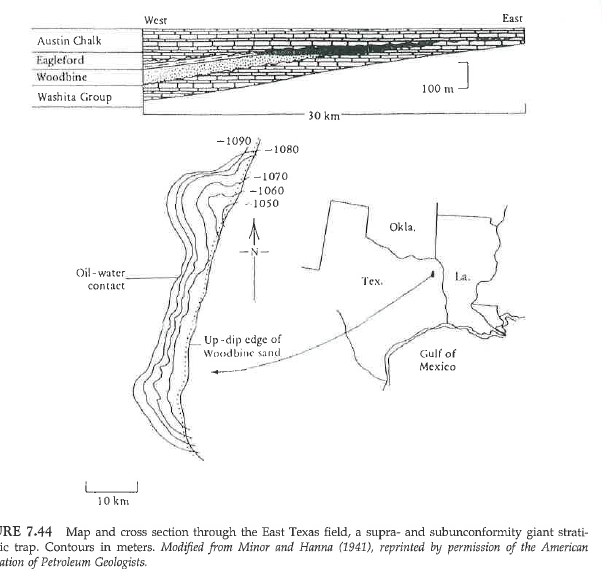 West East
Austin Chalk
Eagleford
Woodbine
Washita Group
100 m
30 km
-1090
-1080
-1070
-1060
-1050
-N-
Okla.
Oil-water
contact
Tex.
La.
Up-dip edge of
Woodbine sand
Gulf of
Mexico
10 km
URE 7.44 Map and cross section through the East Texas field, a supra- and subunconformity giant strati-
ic trap. Contours in meters. Modified from Minor and Hanna (1941), reprinted by permission of the American
ation of Petroleum Geologists.